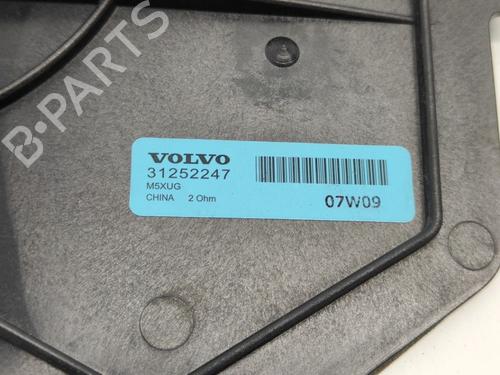 B-PARTS
VOLVO
31252247
M5XUG
CHINA 2 Ohm
07W09